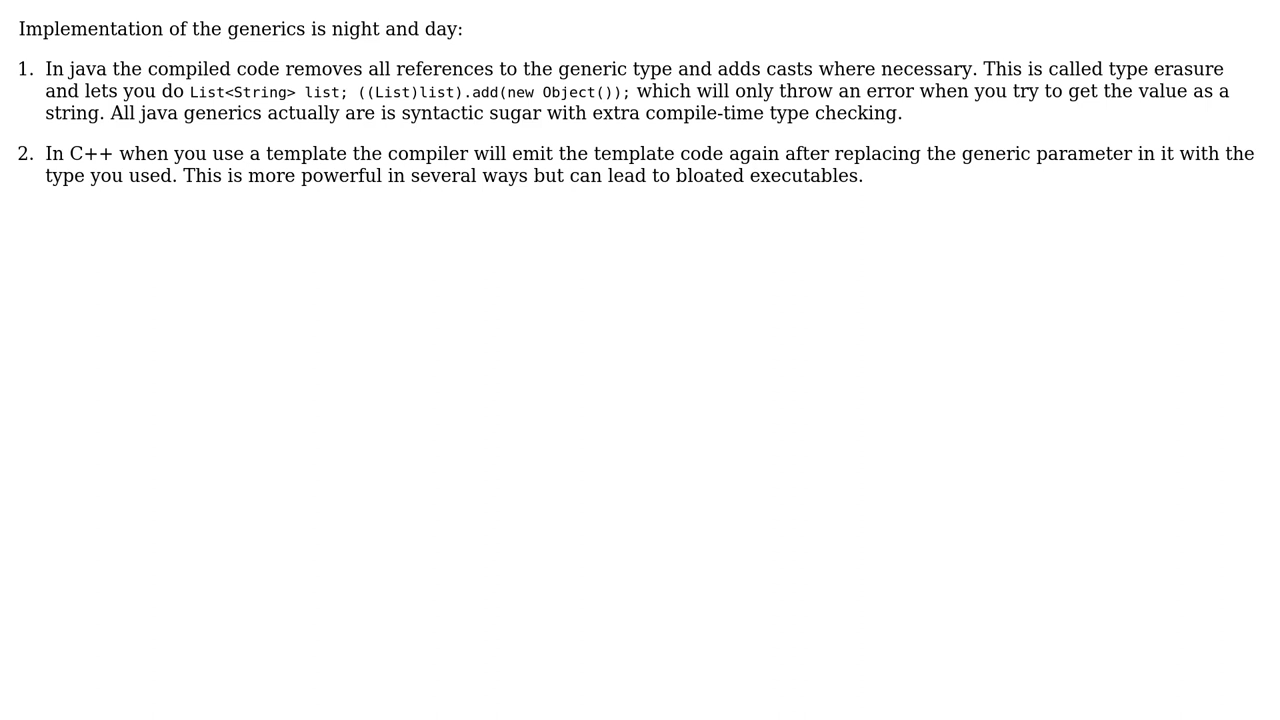 Implementation of the generics is night and day:
1. In java the compiled code removes all references to the generic type and adds casts where necessary. This is called type erasure
and lets you do List<String> list; ((List)list).add(new Object()); which will only throw an error when you try to get the value as a
string. All java generics actually are is syntactic sugar with extra compile-time type checking.
2. In C++ when you use a template the compiler will emit the template code again after replacing the generic parameter in it with the
type you used. This is more powerful in several ways but can lead to bloated executables.